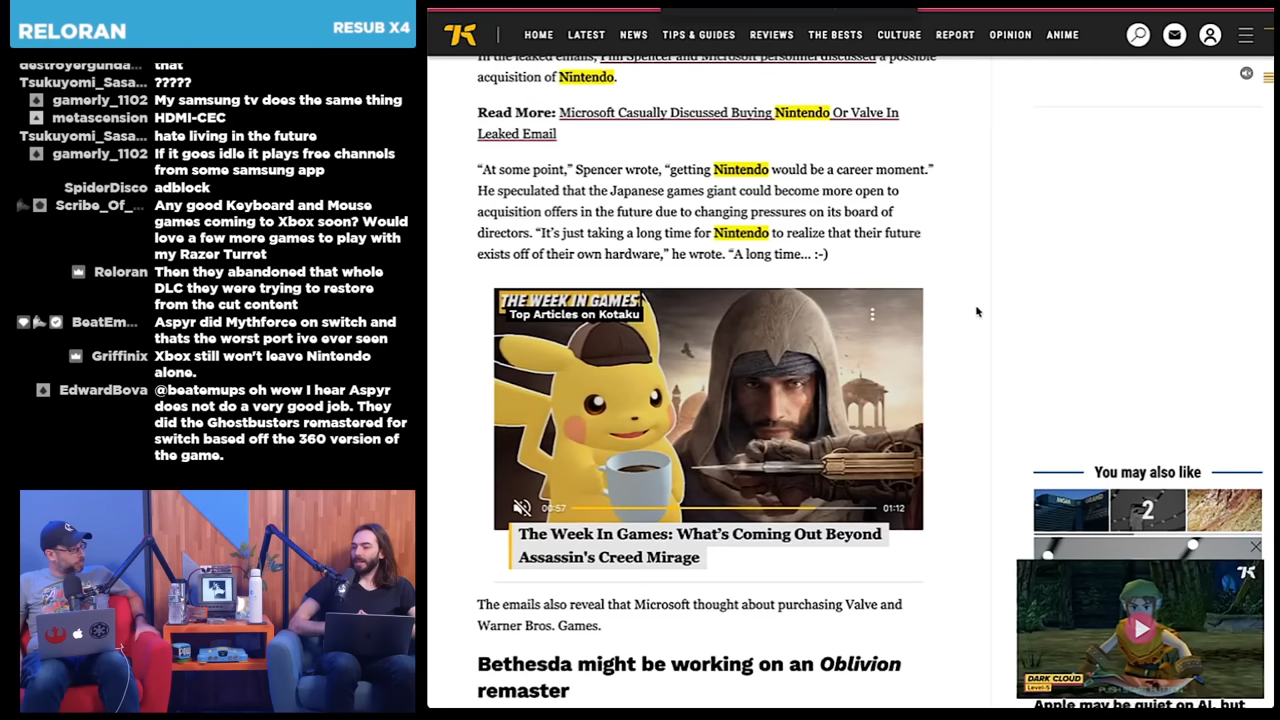 RELORAN
RESUB X4
destroyergunda... that
Tsukuyomi_Sasa... ?????
gamerly_1102 My samsung tv does the same thing
metascension HDMI-CEC
Tsukuyomi_Sasa... hate living in the future
gamerly_1102 If it goes idle it plays free channels
from some samsung app
SpiderDisco adblock
Scribe_Of_... Any good Keyboard and Mouse
games coming to Xbox soon? Would
love a few more games to play with
my Razer Turret
Reloran Then they abandoned that whole
DLC they were trying to restore
from the cut content
BeatEm... Aspyr did Mythforce on switch and
thats the worst port ive ever seen
Griffinix Xbox still won't leave Nintendo
alone.
EdwardBova @beatemups oh wow I hear Aspyr
does not do a very good job. They
did the Ghostbusters remastered for
switch based off the 360 version of
the game.
HOME LATEST NEWS TIPS & GUIDES REVIEWS THE BESTS CULTURE REPORT OPINION ANIME
In the leaked emails, Phil Spencer and Microsoft personnel discussed a possible
acquisition of Nintendo.
Read More: Microsoft Casually Discussed Buying Nintendo Or Valve In
Leaked Email
“At some point,” Spencer wrote, “getting Nintendo would be a career moment.”
He speculated that the Japanese games giant could become more open to
acquisition offers in the future due to changing pressures on its board of
directors. “It’s just taking a long time for Nintendo to realize that their future
exists off of their own hardware,” he wrote. “A long time... :-)
THE WEEK IN GAMES
Top Articles on Kotaku
00:57
01:12
The Week In Games: What’s Coming Out Beyond
Assassin's Creed Mirage
The emails also reveal that Microsoft thought about purchasing Valve and
Warner Bros. Games.
Bethesda might be working on an Oblivion
remaster
You may also like
2
DARK CLOUD
Level-5
Apple may be quiet on AI, but